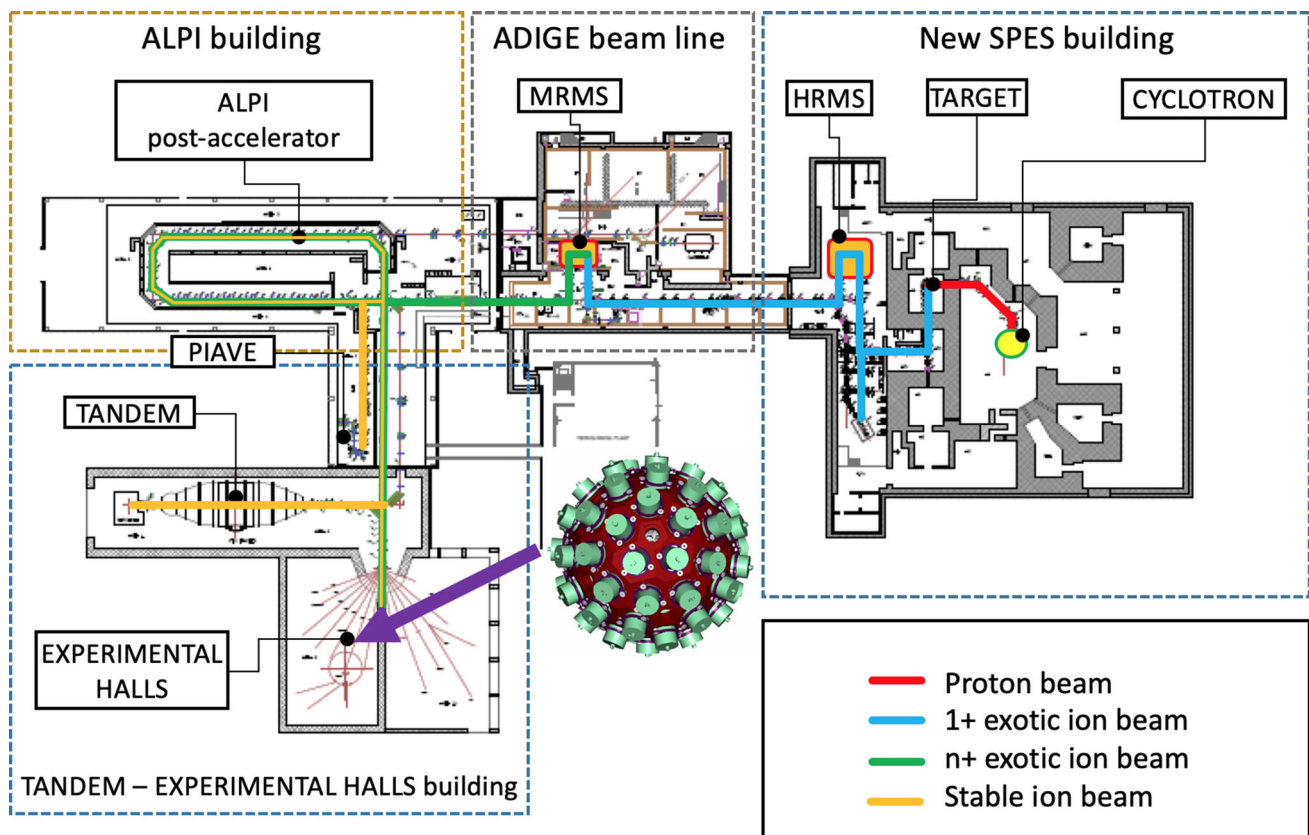 ALPI building
ADIGE beam line
New SPES building
ALPI
post-accelerator
MRMS
HRMS
TARGET
CYCLOTRON
PIAVE
TANDEM
EXPERIMENTAL
HALLS
TANDEM – EXPERIMENTAL HALLS building
Proton beam
1+ exotic ion beam
n+ exotic ion beam
Stable ion beam